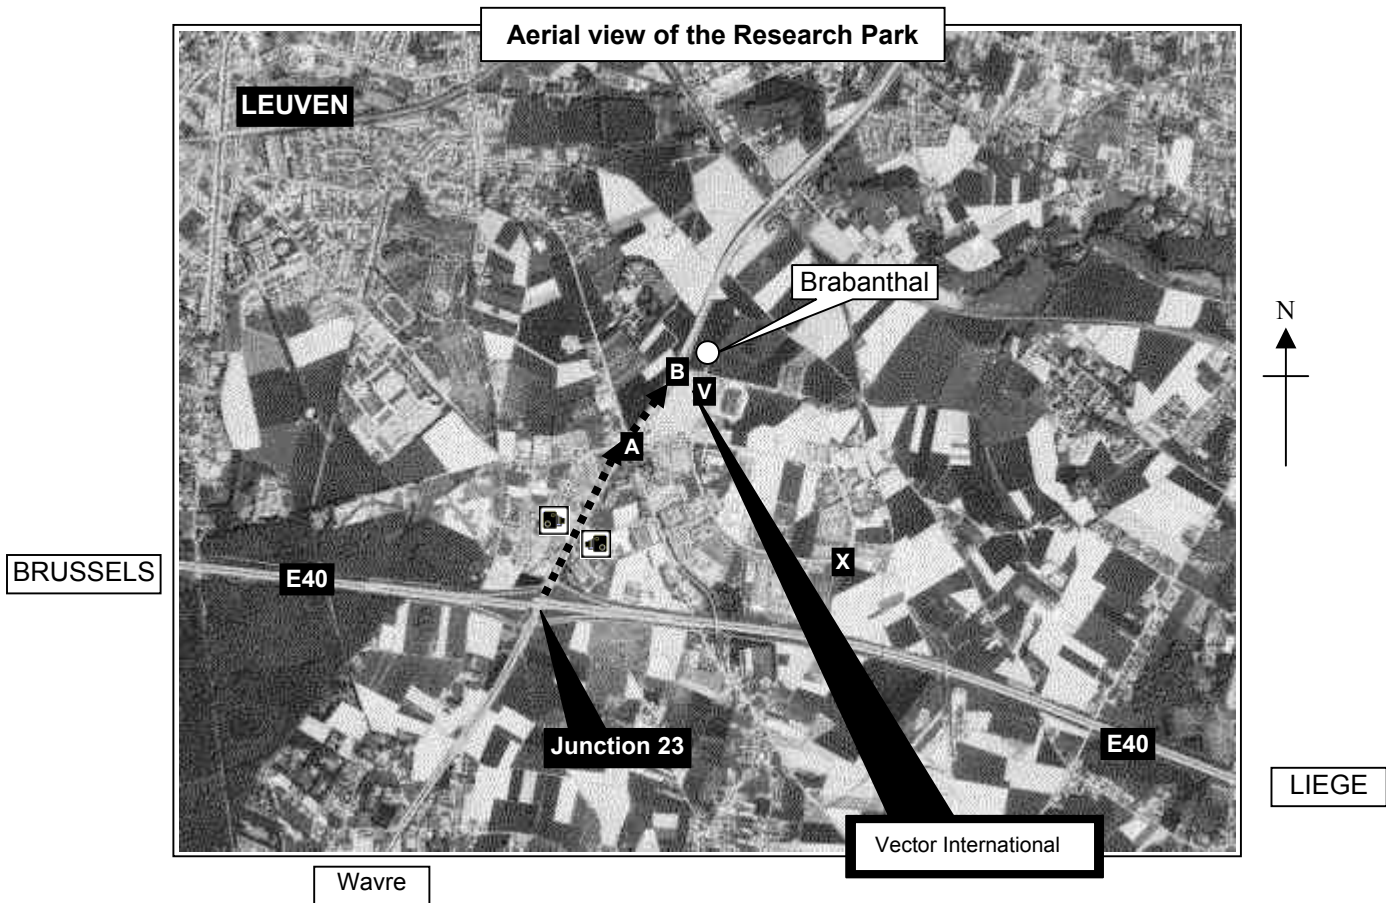 Aerial view of the Research Park
LEUVEN
Brabanthal
N
B
V
A
X
BRUSSELS
E40
Junction 23
E40
LIEGE
Vector International
Wavre